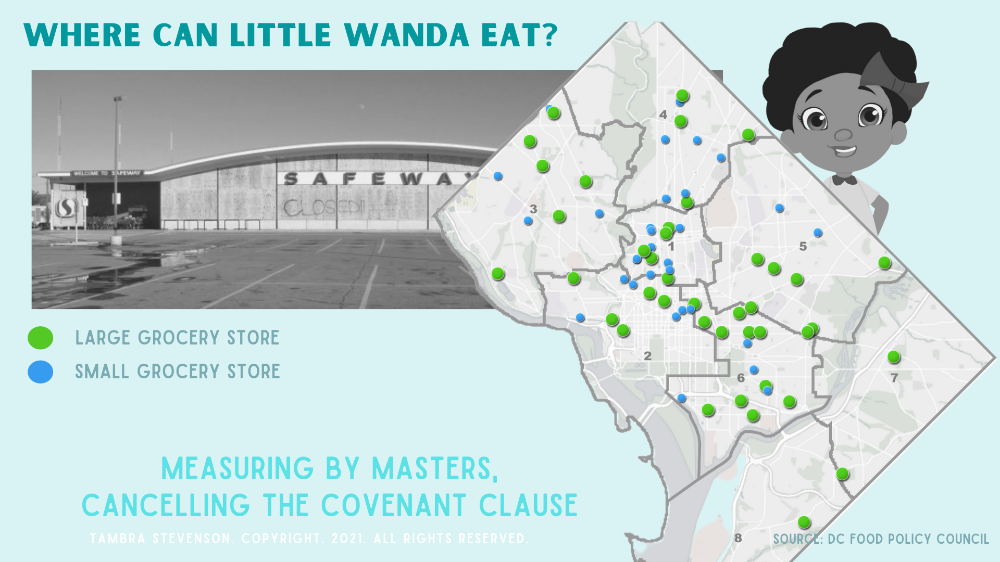 WHERE CAN LITTLE WANDA EAT?
WELCOME TO SAFEWAY
SAFEWAY
CLOSED!!
LARGE GROCERY STORE
SMALL GROCERY STORE
4
3
1
5
2
6
7
8
MEASURING BY MASTERS,
CANCELLING THE COVENANT CLAUSE
TAMBRA STEVENSON. COPYRIGHT. 2021. ALL RIGHTS RESERVED.
SOURCE: DC FOOD POLICY COUNCIL